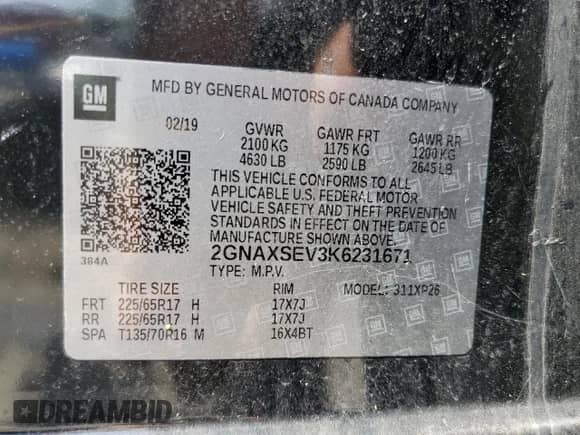 GM
MFD BY GENERAL MOTORS OF CANADA COMPANY
02/19 GVWR GAWR FRT GAWR RR
2100 KG 1175 KG 1200 KG
4630 LB 2590 LB 2645 LB
THIS VEHICLE CONFORMS TO ALL
APPLICABLE U.S. FEDERAL MOTOR
VEHICLE SAFETY AND THEFT PREVENTION
STANDARDS IN EFFECT ON THE DATE OF
MANUFACTURE SHOWN ABOVE.
384A
2GNAXSEV3K6231671
TYPE: M.P.V. MODEL: 311XP26
TIRE SIZE RIM
FRT 225/65R17 H 17X7J
RR 225/65R17 H 17X7J
SPA T135/70R16 M 16X4BT
DREAMBID